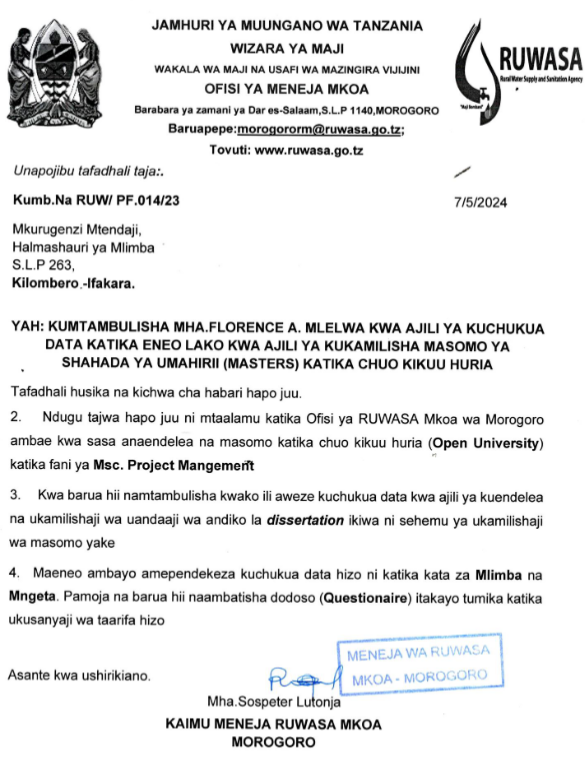 JAMHURI YA MUUNGANO WA TANZANIA
WIZARA YA MAJI
WAKALA WA MAJI NA USAFI WA MAZINGIRA VIJIJINI
OFISI YA MENEJA MKOA
Barabara ya zamani ya Dar es-Salaam,S.L.P 1140,MOROGORO
Baruapepe:morogororm@ruwasa.go.tz;
Tovuti: www.ruwasa.go.tz
RUWASA
Rural Water Supply and Sanitation Agency
Unapojibu tafadhali taja:.
Kumb.Na RUW/ PF.014/23
7/5/2024
Mkurugenzi Mtendaji,
Halmashauri ya Mlimba
S.L.P 263,
Kilombero.-Ifakara.
YAH: KUMTAMBULISHA MHA.FLORENCE A. MLELWA KWA AJILI YA KUCHUKUA
DATA KATIKA ENEO LAKO KWA AJILI YA KUKAMILISHA MASOMO YA
SHAHADA YA UMAHIRII (MASTERS) KATIKA CHUO KIKUU HURIA
Tafadhali husika na kichwa cha habari hapo juu.
2. Ndugu tajwa hapo juu ni mtaalamu katika Ofisi ya RUWASA Mkoa wa Morogoro
ambae kwa sasa anaendelea na masomo katika chuo kikuu huria (Open University)
katika fani ya Msc. Project Mangement
3. Kwa barua hii namtambulisha kwako ili aweze kuchukua data kwa ajili ya kuendelea
na ukamilishaji wa uandaaji wa andiko la dissertation ikiwa ni sehemu ya ukamilishaji
wa masomo yake
4. Maeneo ambayo amependekeza kuchukua data hizo ni katika kata za Mlimba na
Mngeta. Pamoja na barua hii naambatisha dodoso (Questionaire) itakayo tumika katika
ukusanyaji wa taarifa hizo
Asante kwa ushirikiano.
MENEJA WA RUWASA
MKOA - MOROGORO
Mha.Sospeter Lutonja
KAIMU MENEJA RUWASA MKOA
MOROGORO